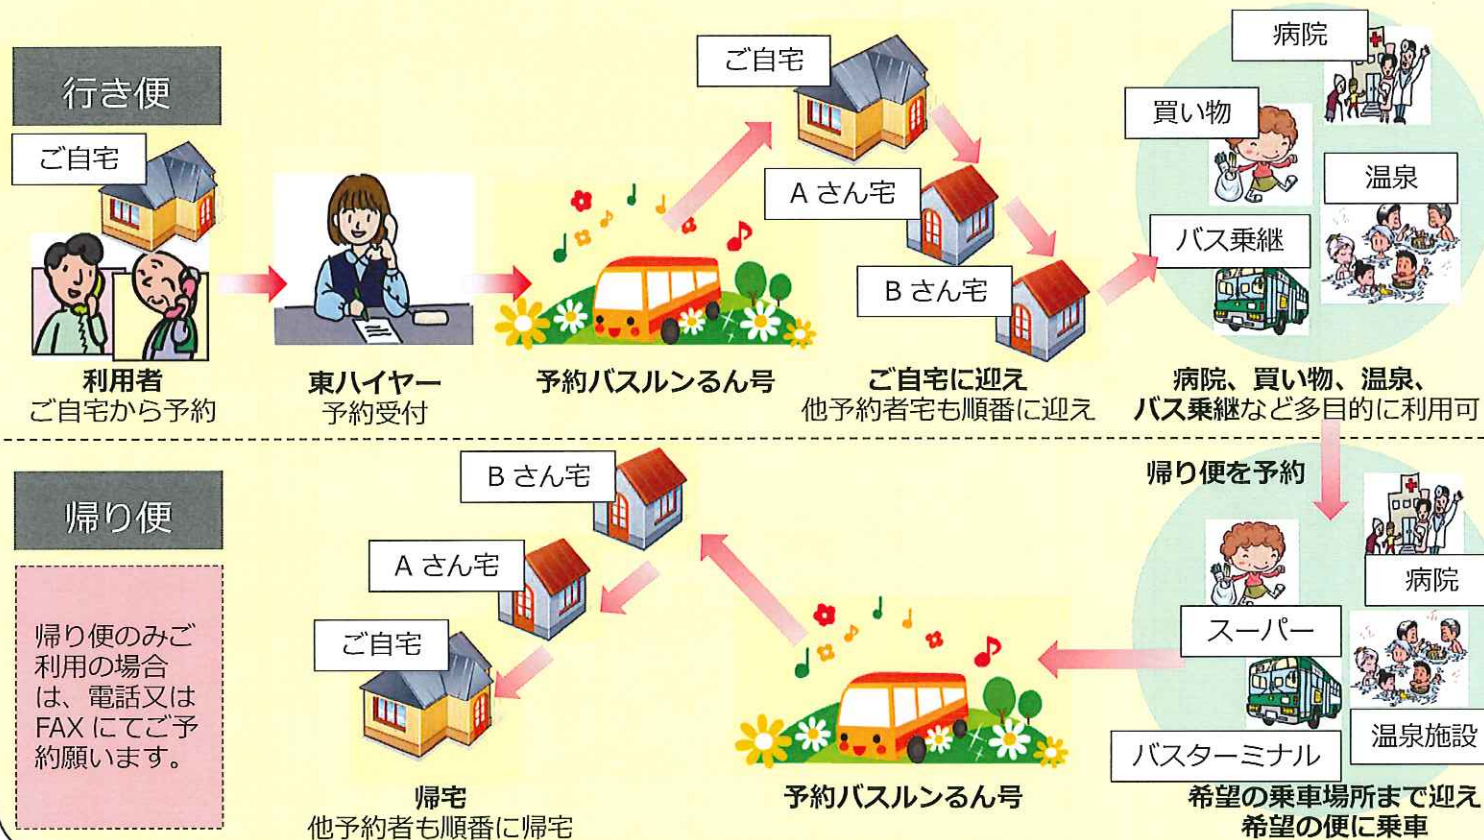 行き便
ご自宅
利用者
ご自宅から予約
東ハイヤー
予約受付
予約バスルンるん号
ご自宅
A さん宅
B さん宅
ご自宅に迎え
他予約者宅も順番に迎え
病院
買い物
温泉
バス乗継
病院、買い物、温泉、
バス乗継など多目的に利用可
帰り便
帰り便のみご
利用の場合
は、電話又は
FAX にてご予
約願います。
帰り便を予約
病院
スーパー
温泉施設
バスターミナル
希望の乗車場所まで迎え
希望の便に乗車
予約バスルンるん号
B さん宅
A さん宅
ご自宅
帰宅
他予約者も順番に帰宅